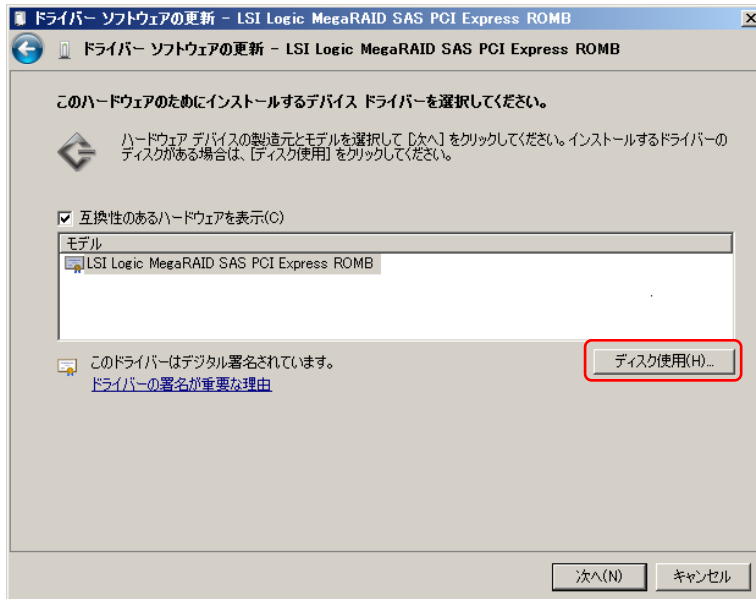 ドライバー ソフトウェアの更新 - LSI Logic MegaRAID SAS PCI Express ROMB
ドライバー ソフトウェアの更新 - LSI Logic MegaRAID SAS PCI Express ROMB
このハードウェアのためにインストールするデバイス ドライバーを選択してください。
ハードウェア デバイスの製造元とモデルを選択して [次へ] をクリックしてください。インストールするドライバーの
ディスクがある場合は、[ディスク使用] をクリックしてください。
互換性のあるハードウェアを表示(C)
モデル
LSI Logic MegaRAID SAS PCI Express ROMB
このドライバーはデジタル署名されています。
ディスク使用(H)...
ドライバーの署名が重要な理由
次へ(N)
キャンセル